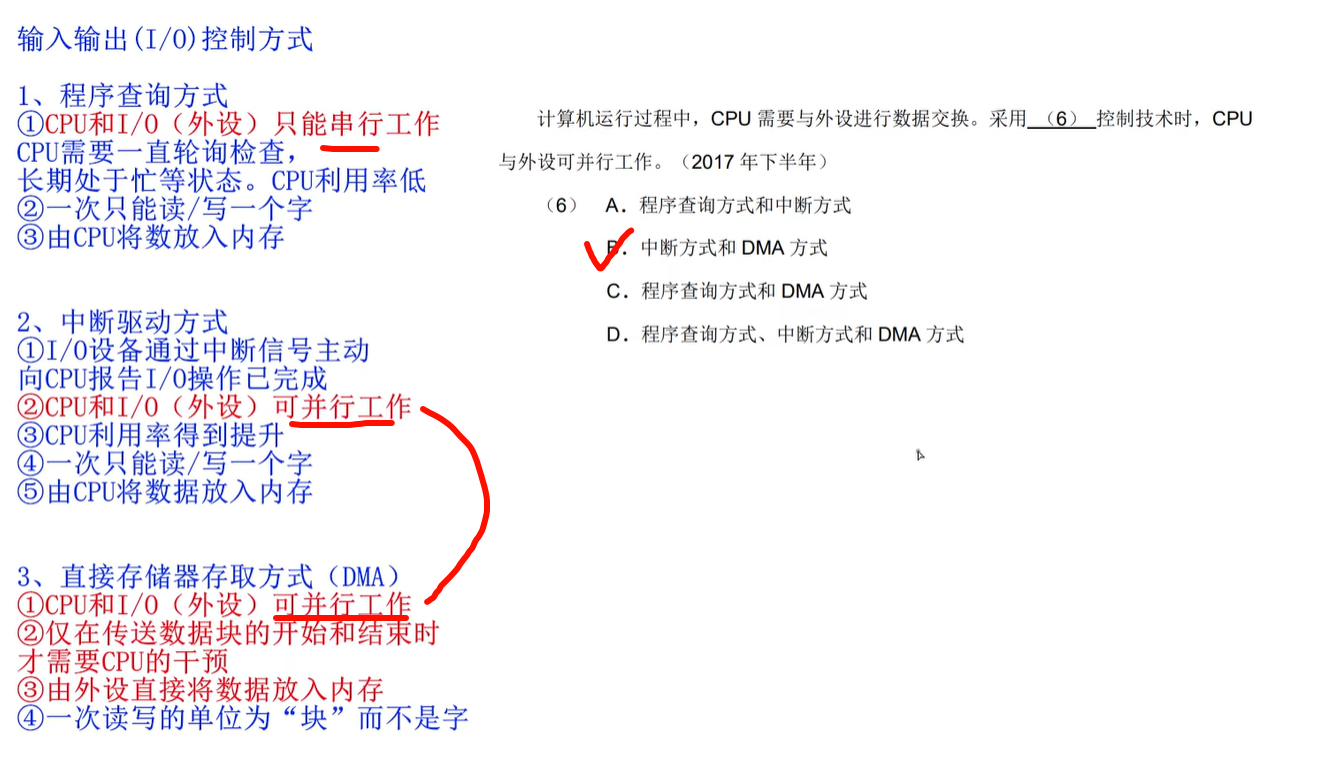 输入输出(I/O)控制方式
1、程序查询方式
①CPU和I/O（外设）只能串行工作
CPU需要一直轮询检查，
长期处于忙等状态。CPU利用率低
②一次只能读/写一个字
③由CPU将数放入内存
2、中断驱动方式
①I/O设备通过中断信号主动
向CPU报告I/O操作已完成
②CPU和I/O（外设）可并行工作
③CPU利用率得到提升
④一次只能读/写一个字
⑤由CPU将数据放入内存
3、直接存储器存取方式（DMA）
①CPU和I/O（外设）可并行工作
②仅在传送数据块的开始和结束时
才需要CPU的干预
③由外设直接将数据放入内存
④一次读写的单位为“块”而不是字
计算机运行过程中，CPU 需要与外设进行数据交换。采用 （6） 控制技术时，CPU
与外设可并行工作。（2017 年下半年）
（6） A．程序查询方式和中断方式
B．中断方式和 DMA 方式
C．程序查询方式和 DMA 方式
D．程序查询方式、中断方式和 DMA 方式